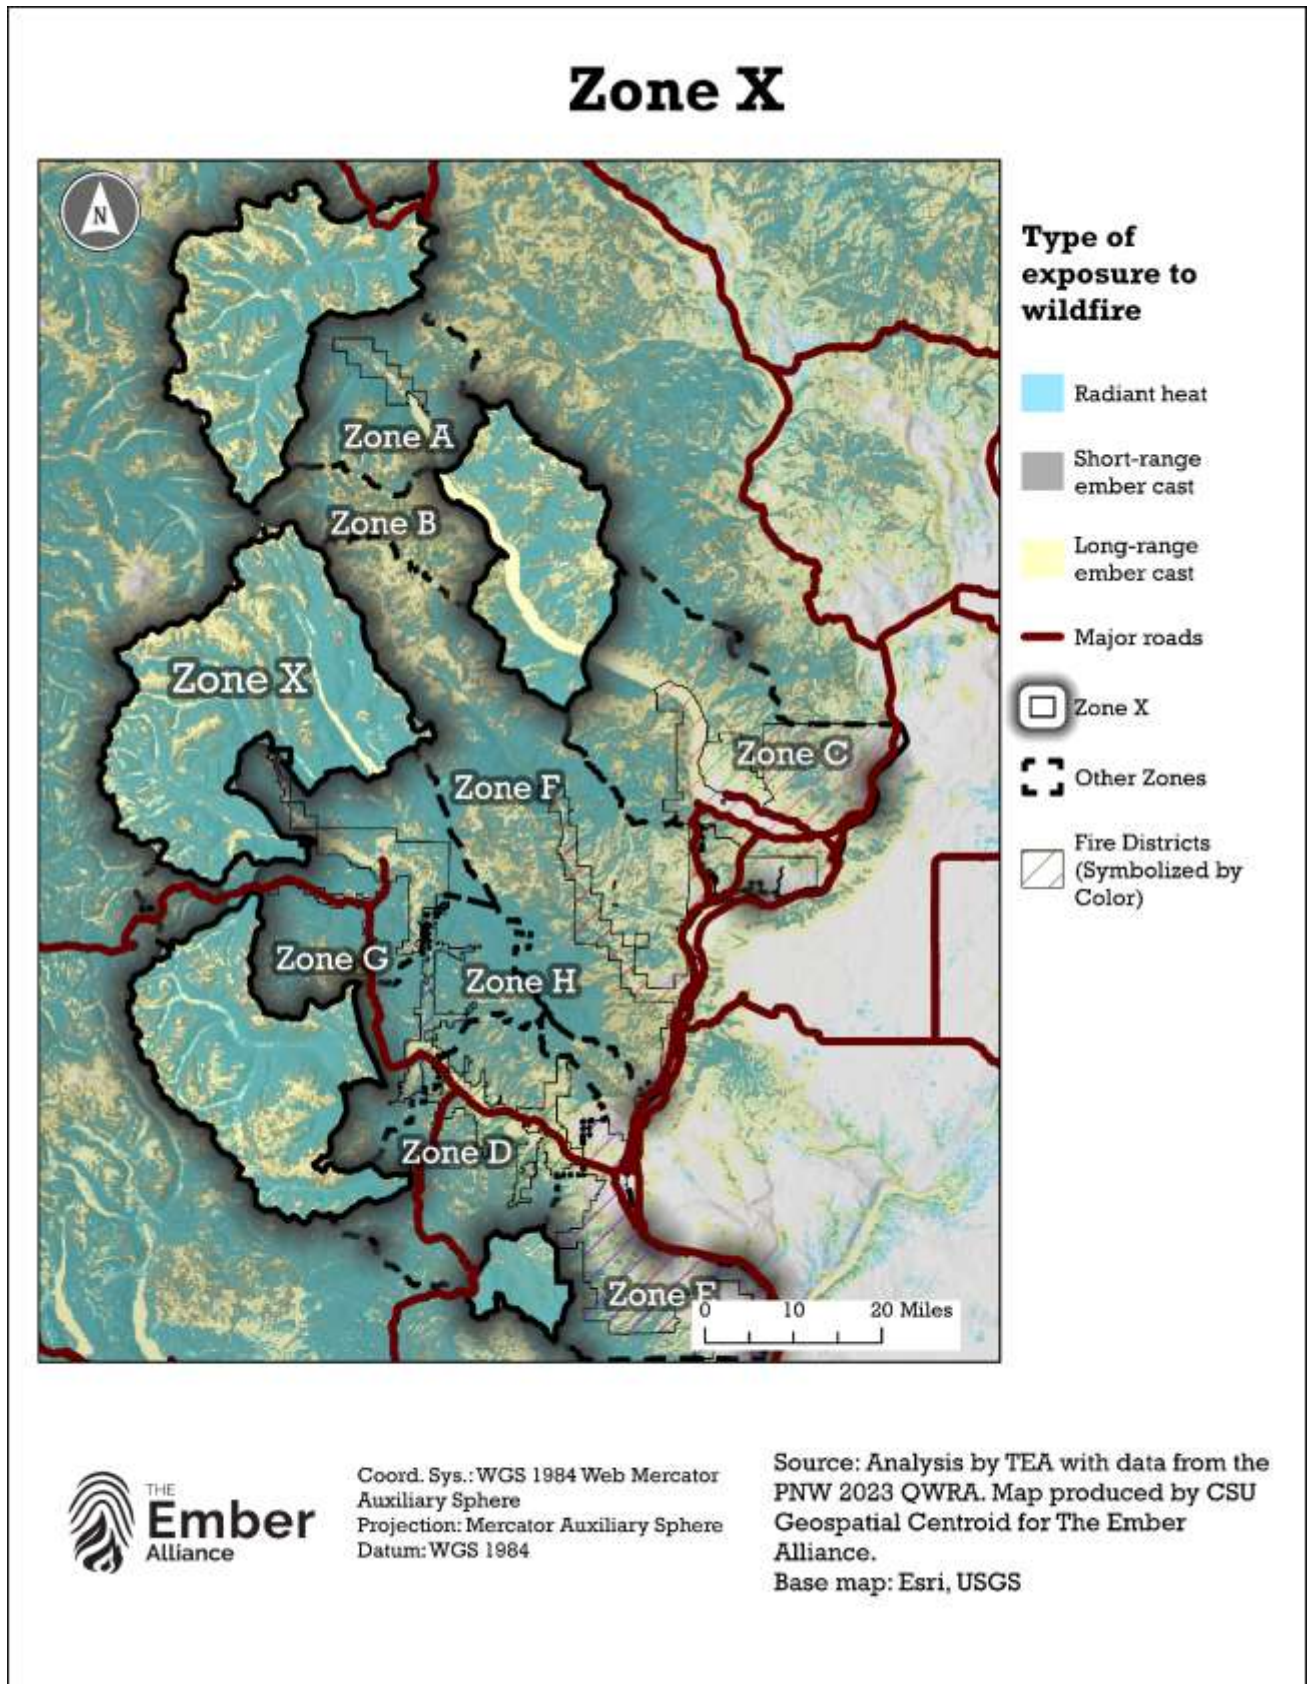 Zone X
N
Zone A
Zone B
Zone X
Zone C
Zone F
Zone G
Zone H
Zone D
Zone E
0 10 20 Miles
Type of
exposure to
wildfire
Radiant heat
Short-range
ember cast
Long-range
ember cast
Major roads
Zone X
Other Zones
Fire Districts
(Symbolized by
Color)
THE
Ember
Alliance
Coord. Sys.: WGS 1984 Web Mercator
Auxiliary Sphere
Projection: Mercator Auxiliary Sphere
Datum: WGS 1984
Source: Analysis by TEA with data from the
PNW 2023 QWRA. Map produced by CSU
Geospatial Centroid for The Ember
Alliance.
Base map: Esri, USGS